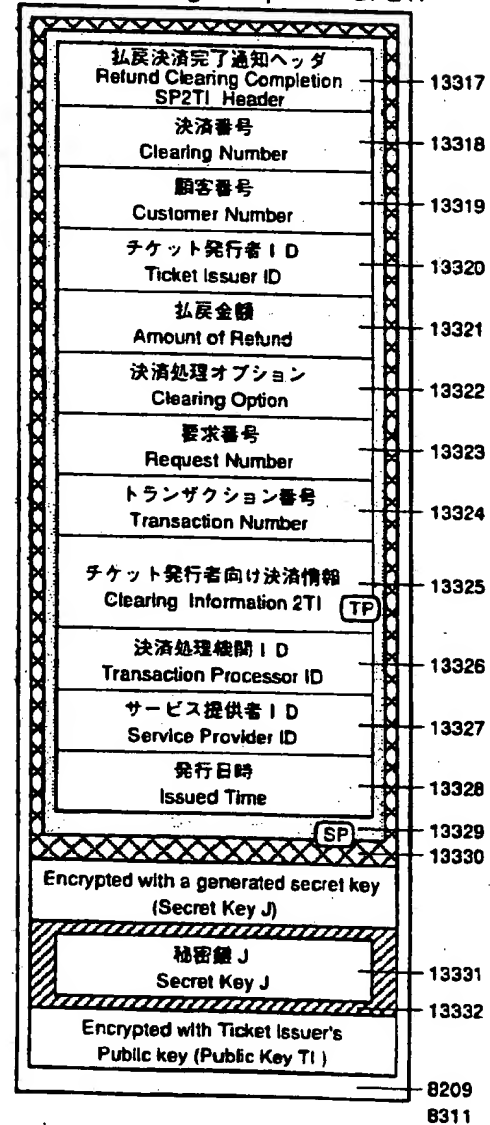 払戻決済完了通知ヘッダ
Refund Clearing Completion
SP2TI Header
13317
決済番号
Clearing Number
13318
顧客番号
Customer Number
13319
チケット発行者ID
Ticket Issuer ID
13320
払戻金額
Amount of Refund
13321
決済処理オプション
Clearing Option
13322
要求番号
Request Number
13323
トランザクション番号
Transaction Number
13324
チケット発行者向け決済情報
Clearing Information 2TI
TP
13325
決済処理機関ID
Transaction Processor ID
13326
サービス提供者ID
Service Provider ID
13327
発行日時
Issued Time
13328
SP
13329
13330
Encrypted with a generated secret key
(Secret Key J)
秘密鍵J
Secret Key J
13331
13332
Encrypted with Ticket Issuer's
Public key (Public Key TI )
8209
8311